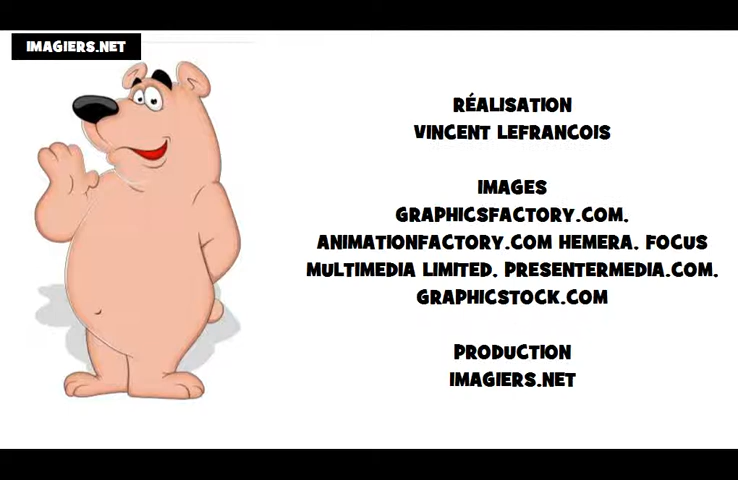 IMAGIERS.NET
RÉALISATION
VINCENT LEFRANCOIS
IMAGES
GRAPHICSFACTORY.COM,
ANIMATIONFACTORY.COM HEMERA, FOCUS
MULTIMEDIA LIMITED, PRESENTERMEDIA.COM,
GRAPHICSTOCK.COM
PRODUCTION
IMAGIERS.NET